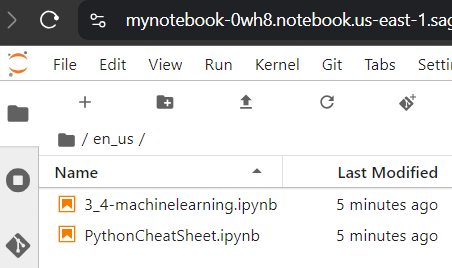 mynotebook-0wh8.notebook.us-east-1.sag
File Edit View Run Kernel Git Tabs Settin
/ en_us /
Name Last Modified
3_4-machinelearning.ipynb 5 minutes ago
PythonCheatSheet.ipynb 5 minutes ago